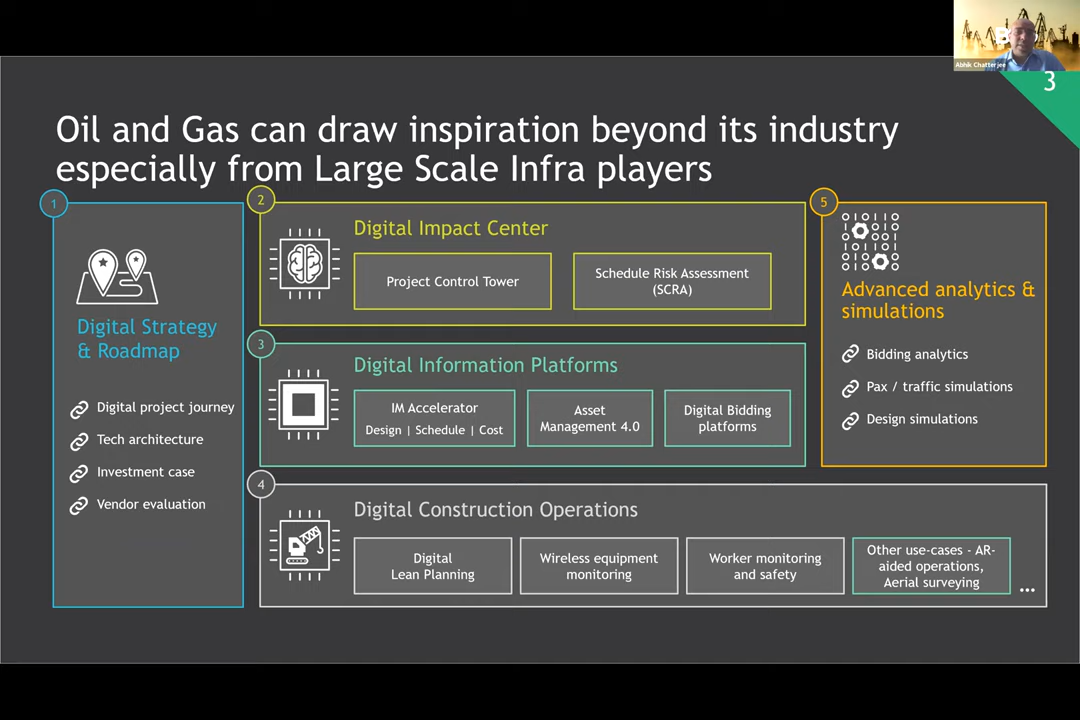 Abhik Chatterjee
3
Oil and Gas can draw inspiration beyond its industry
especially from Large Scale Infra players
1
Digital Strategy
& Roadmap
Digital project journey
Tech architecture
Investment case
Vendor evaluation
2
Digital Impact Center
Project Control Tower
Schedule Risk Assessment
(SCRA)
3
Digital Information Platforms
IM Accelerator
Design | Schedule | Cost
Asset
Management 4.0
Digital Bidding
platforms
4
Digital Construction Operations
Digital
Lean Planning
Wireless equipment
monitoring
Worker monitoring
and safety
Other use-cases - AR-
aided operations,
Aerial surveying
...
5
Advanced analytics &
simulations
Bidding analytics
Pax / traffic simulations
Design simulations